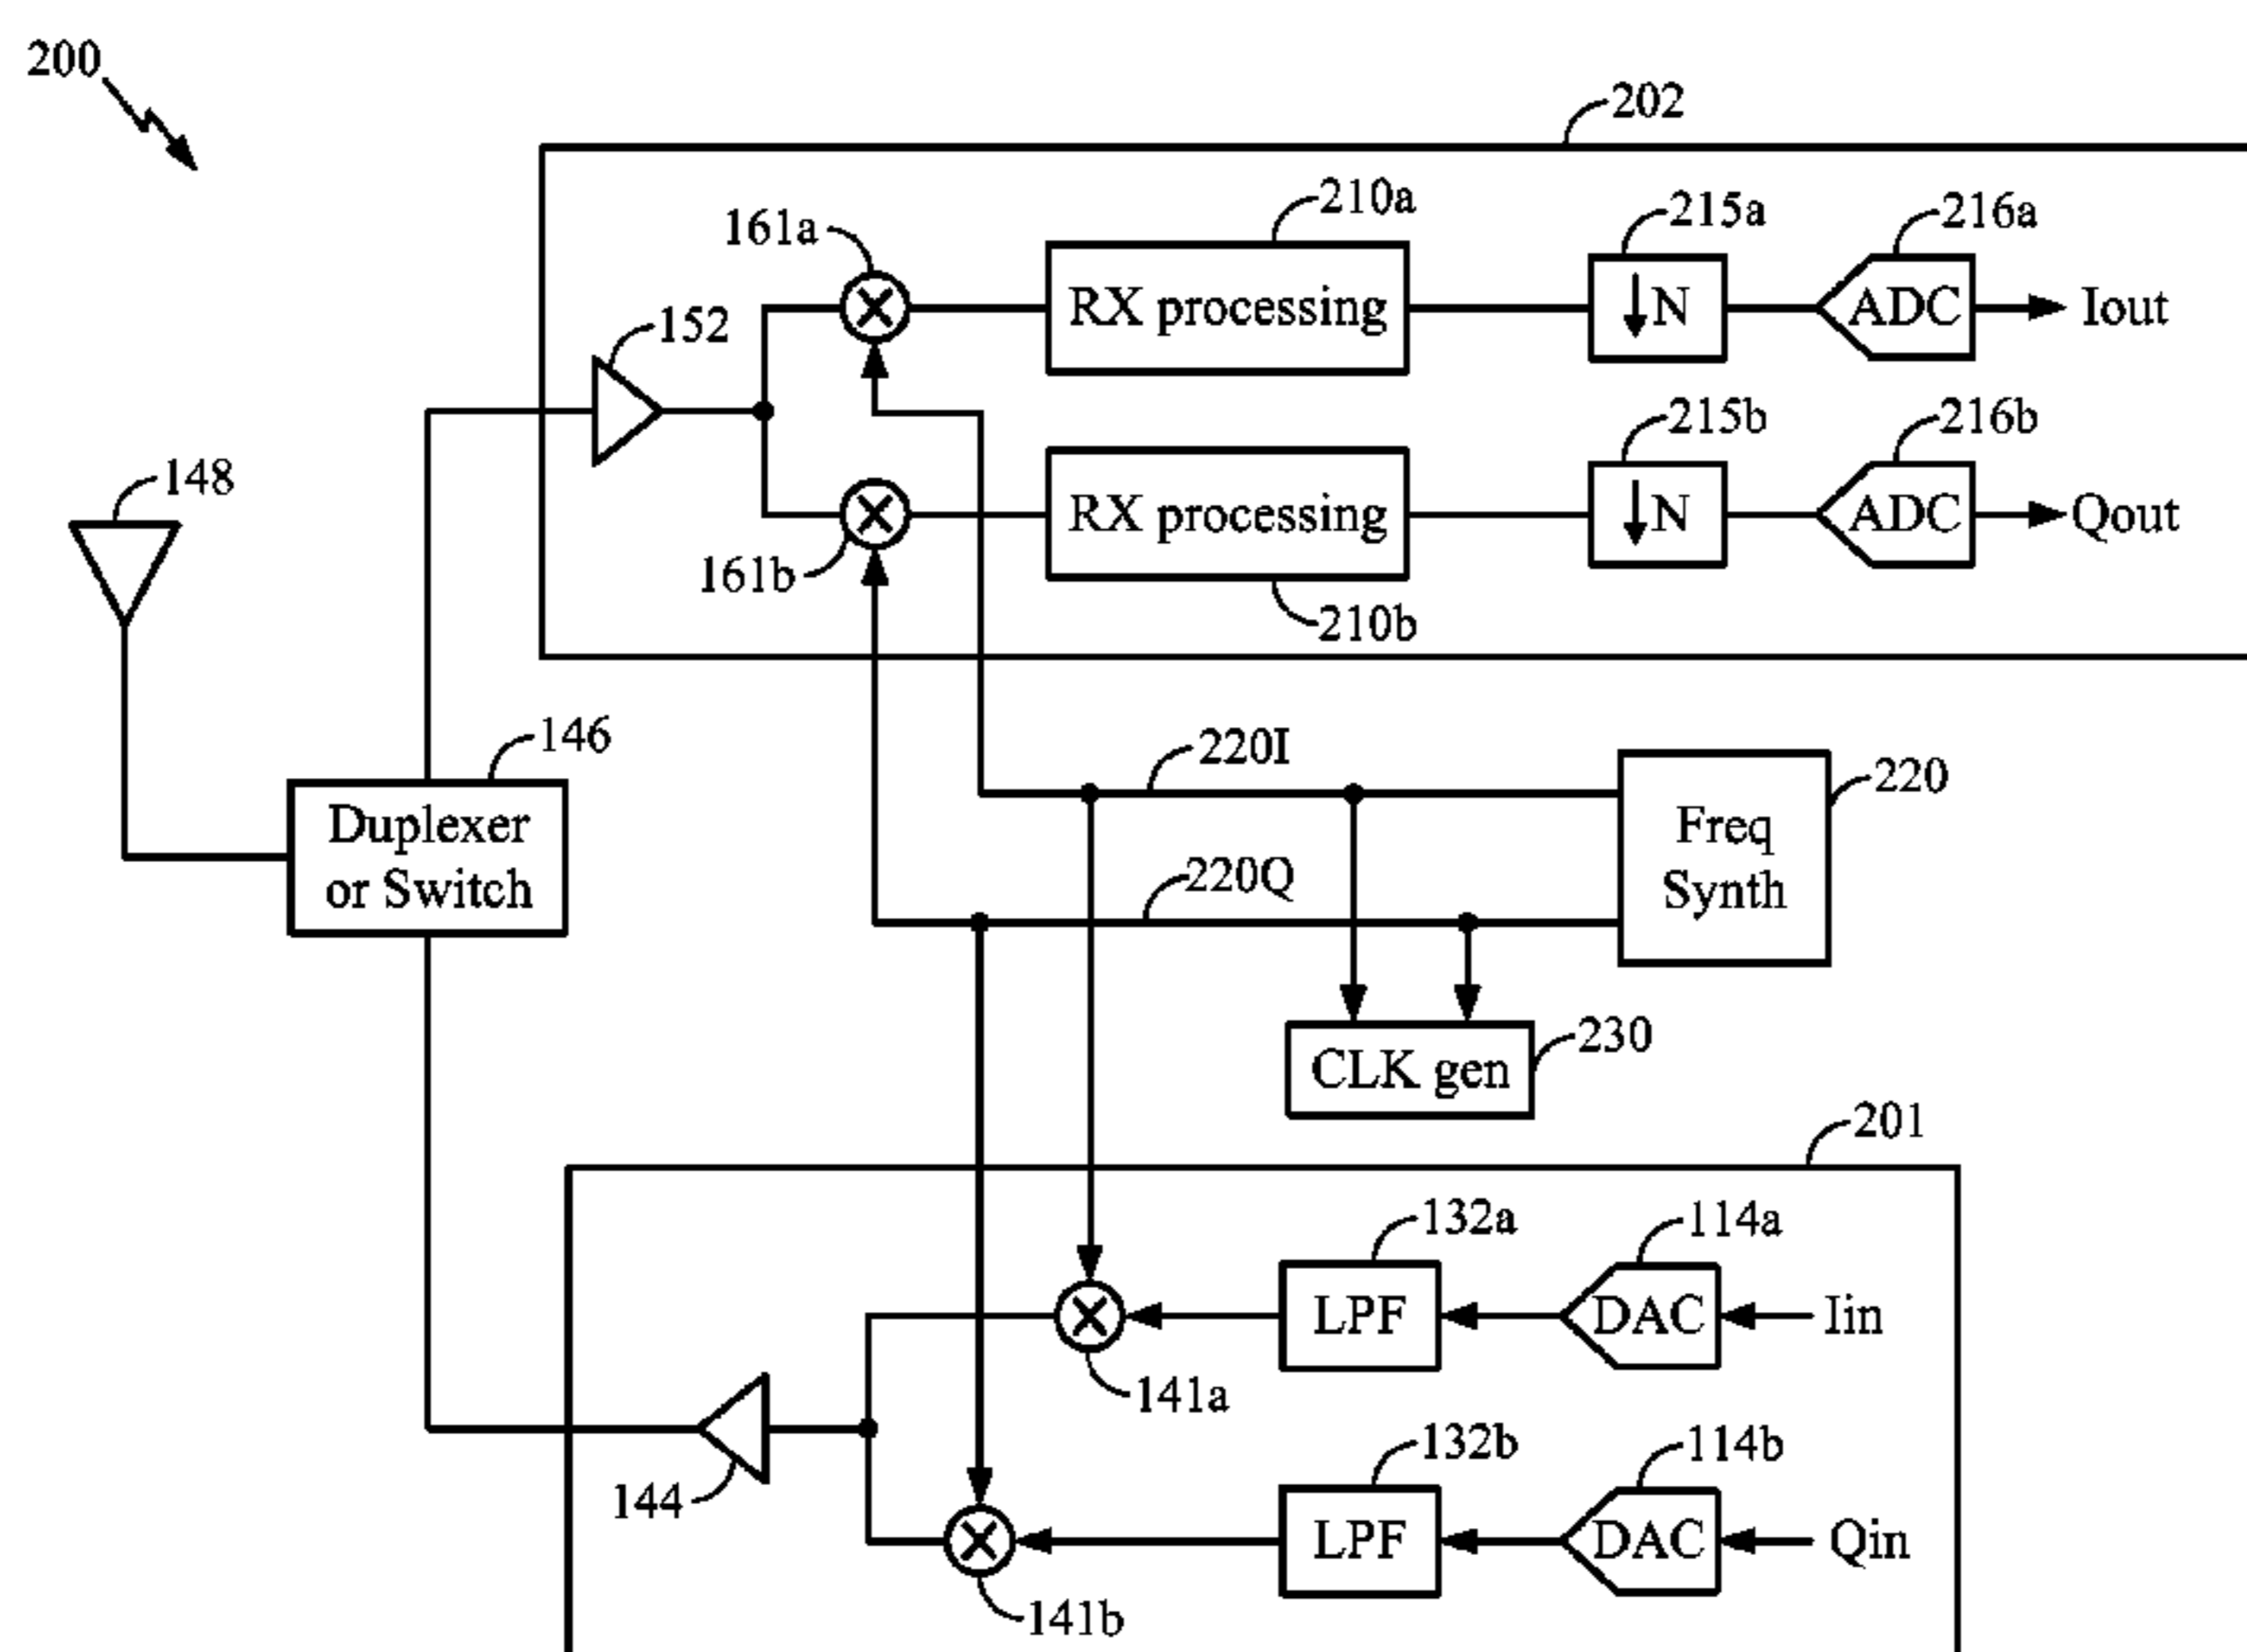 200
202
210a
215a
216a
161a
RX processing
↓N
ADC
Iout
152
215b
216b
148
RX processing
↓N
ADC
Qout
161b
210b
146
220I
220
Duplexer
or Switch
Freq
Synth
220Q
230
CLK gen
201
132a
114a
LPF
DAC
Iin
141a
132b
114b
144
LPF
DAC
Qin
141b